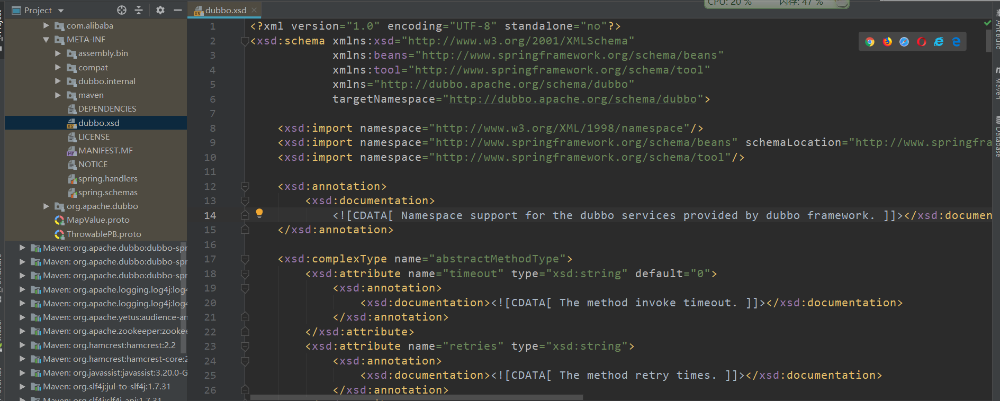 Project
dubbo.xsd
CPU: 20 %
内存: 47 %
com.alibaba
META-INF
assembly.bin
compat
dubbo.internal
maven
DEPENDENCIES
dubbo.xsd
LICENSE
MANIFEST.MF
NOTICE
spring.handlers
spring.schemas
org.apache.dubbo
MapValue.proto
ThrowablePB.proto
Maven: org.apache.dubbo:dubbo-spr
Maven: org.apache.dubbo:dubbo-spr
Maven: org.apache.dubbo:dubbo-spr
Maven: org.apache.logging.log4j:log4
Maven: org.apache.logging.log4j:log4
Maven: org.apache.yetus:audience-an
Maven: org.apache.zookeeper:zookee
Maven: org.hamcrest:hamcrest:2.2
Maven: org.hamcrest:hamcrest-core:2
Maven: org.javassist:javassist:3.20.0-G
Maven: org.slf4j:jul-to-slf4j:1.7.31
Maven: org.slf4j:slf4j-api:1.7.31
1 <?xml version="1.0" encoding="UTF-8" standalone="no"?>
2 <xsd:schema xmlns:xsd="http://www.w3.org/2001/XMLSchema"
3 xmlns:beans="http://www.springframework.org/schema/beans"
4 xmlns:tool="http://www.springframework.org/schema/tool"
5 xmlns="http://dubbo.apache.org/schema/dubbo"
6 targetNamespace="http://dubbo.apache.org/schema/dubbo">
7
8 <xsd:import namespace="http://www.w3.org/XML/1998/namespace"/>
9 <xsd:import namespace="http://www.springframework.org/schema/beans" schemaLocation="http://www.springfra
10 <xsd:import namespace="http://www.springframework.org/schema/tool"/>
11
12 <xsd:annotation>
13 <xsd:documentation>
14 <![CDATA[ Namespace support for the dubbo services provided by dubbo framework. ]]></xsd:documen
15 </xsd:annotation>
16
17 <xsd:complexType name="abstractMethodType">
18 <xsd:attribute name="timeout" type="xsd:string" default="0">
19 <xsd:annotation>
20 <xsd:documentation><![CDATA[ The method invoke timeout. ]]></xsd:documentation>
21 </xsd:annotation>
22 </xsd:attribute>
23 <xsd:attribute name="retries" type="xsd:string">
24 <xsd:annotation>
25 <xsd:documentation><![CDATA[ The method retry times. ]]></xsd:documentation>
26 </xsd:annotation>
Ant Build
Maven
Database